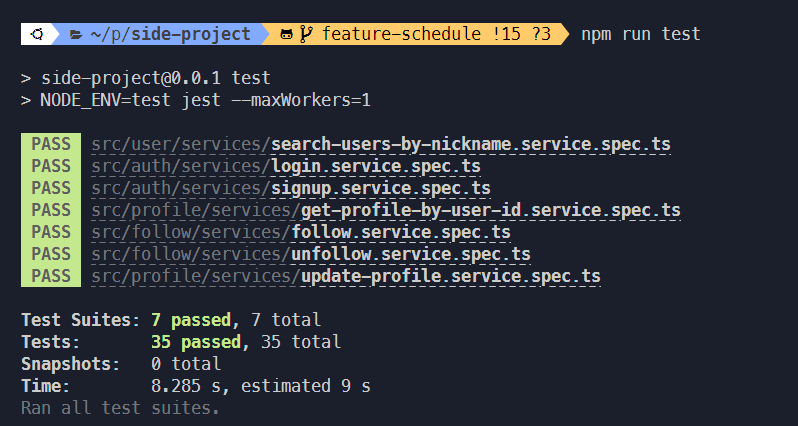 ~/p/side-project feature-schedule !15 ?3 npm run test
> side-project@0.0.1 test
> NODE_ENV=test jest --maxWorkers=1
PASS src/user/services/search-users-by-nickname.service.spec.ts
PASS src/auth/services/login.service.spec.ts
PASS src/auth/services/signup.service.spec.ts
PASS src/profile/services/get-profile-by-user-id.service.spec.ts
PASS src/follow/services/follow.service.spec.ts
PASS src/follow/services/unfollow.service.spec.ts
PASS src/profile/services/update-profile.service.spec.ts
Test Suites: 7 passed, 7 total
Tests: 35 passed, 35 total
Snapshots: 0 total
Time: 8.285 s, estimated 9 s
Ran all test suites.